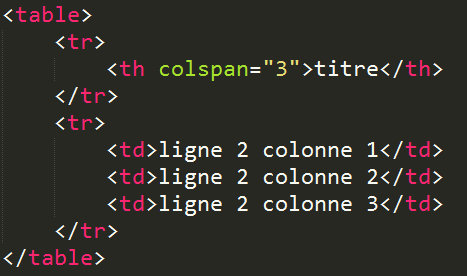 <table>
    <tr>
        <th colspan="3">titre</th>
    </tr>
    <tr>
        <td>ligne 2 colonne 1</td>
        <td>ligne 2 colonne 2</td>
        <td>ligne 2 colonne 3</td>
    </tr>
</table>